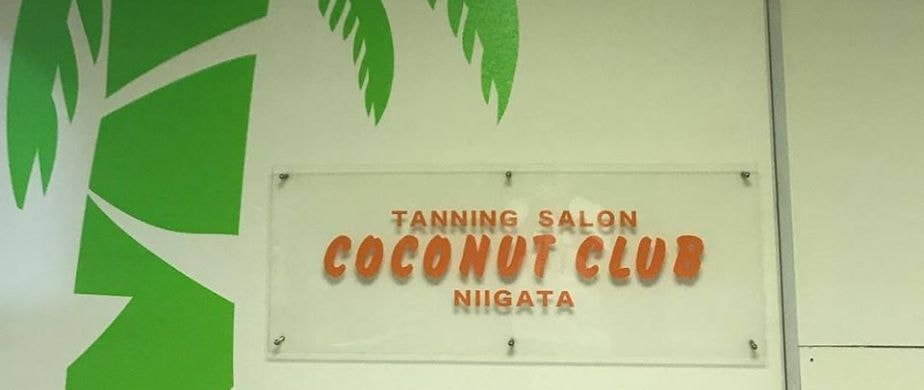 TANNING SALON
COCONUT CLUB
NIIGATA